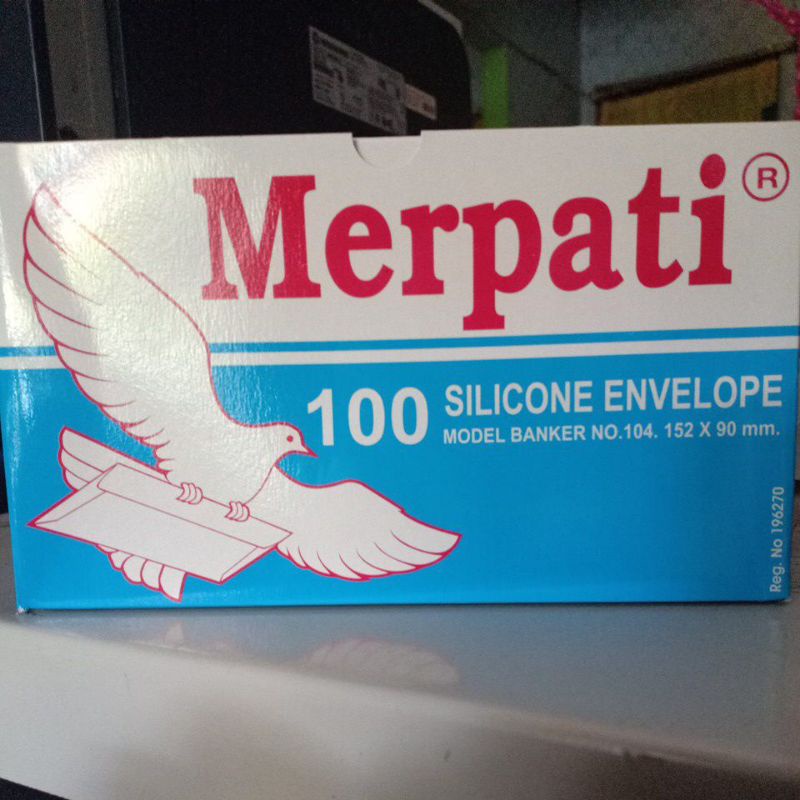 Merpati ®
100 SILICONE ENVELOPE
MODEL BANKER NO.104. 152 X 90 mm.
Reg. No 196270